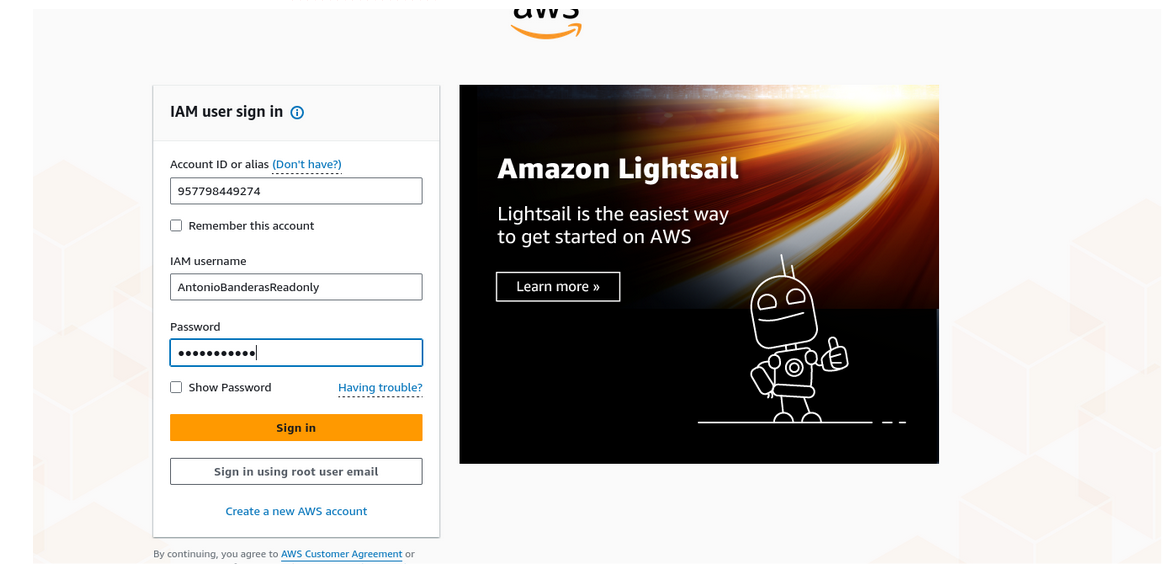 aws
IAM user sign in
Account ID or alias (Don't have?)
957798449274
Remember this account
IAM username
AntonioBanderasReadonly
Password
•••••••••••
Show Password
Having trouble?
Sign in
Sign in using root user email
Create a new AWS account
By continuing, you agree to AWS Customer Agreement or
Amazon Lightsail
Lightsail is the easiest way
to get started on AWS
Learn more »